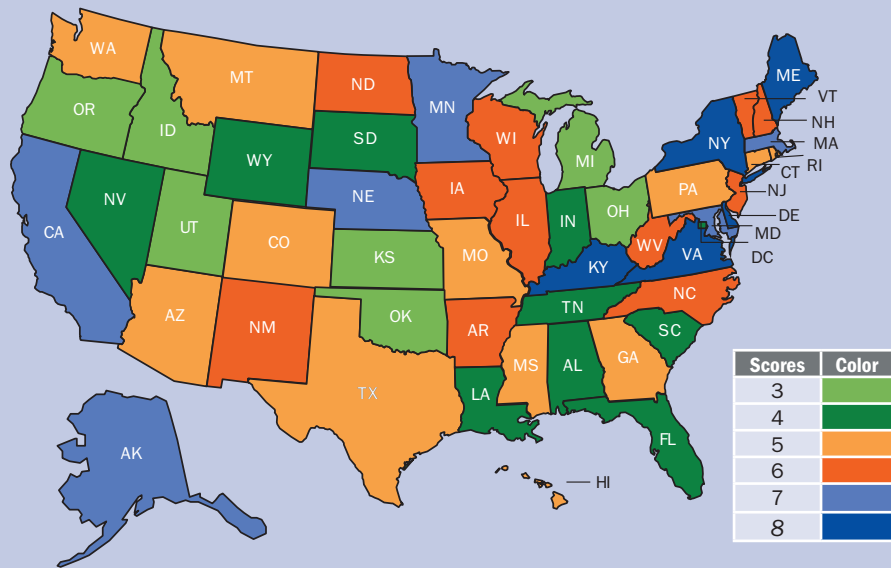 WA
MT
ND
MN
ME
VT
OR
ID
SD
WI
NY
NH
MA
WY
MI
RI
CT
NV
NE
IA
PA
NJ
CA
UT
IL
IN
OH
DE
CO
KS
MO
WV
VA
MD
DC
KY
AZ
NM
OK
TN
NC
AR
SC
TX
MS
AL
GA
LA
FL
AK
HI
Scores Color
3
4
5
6
7
8